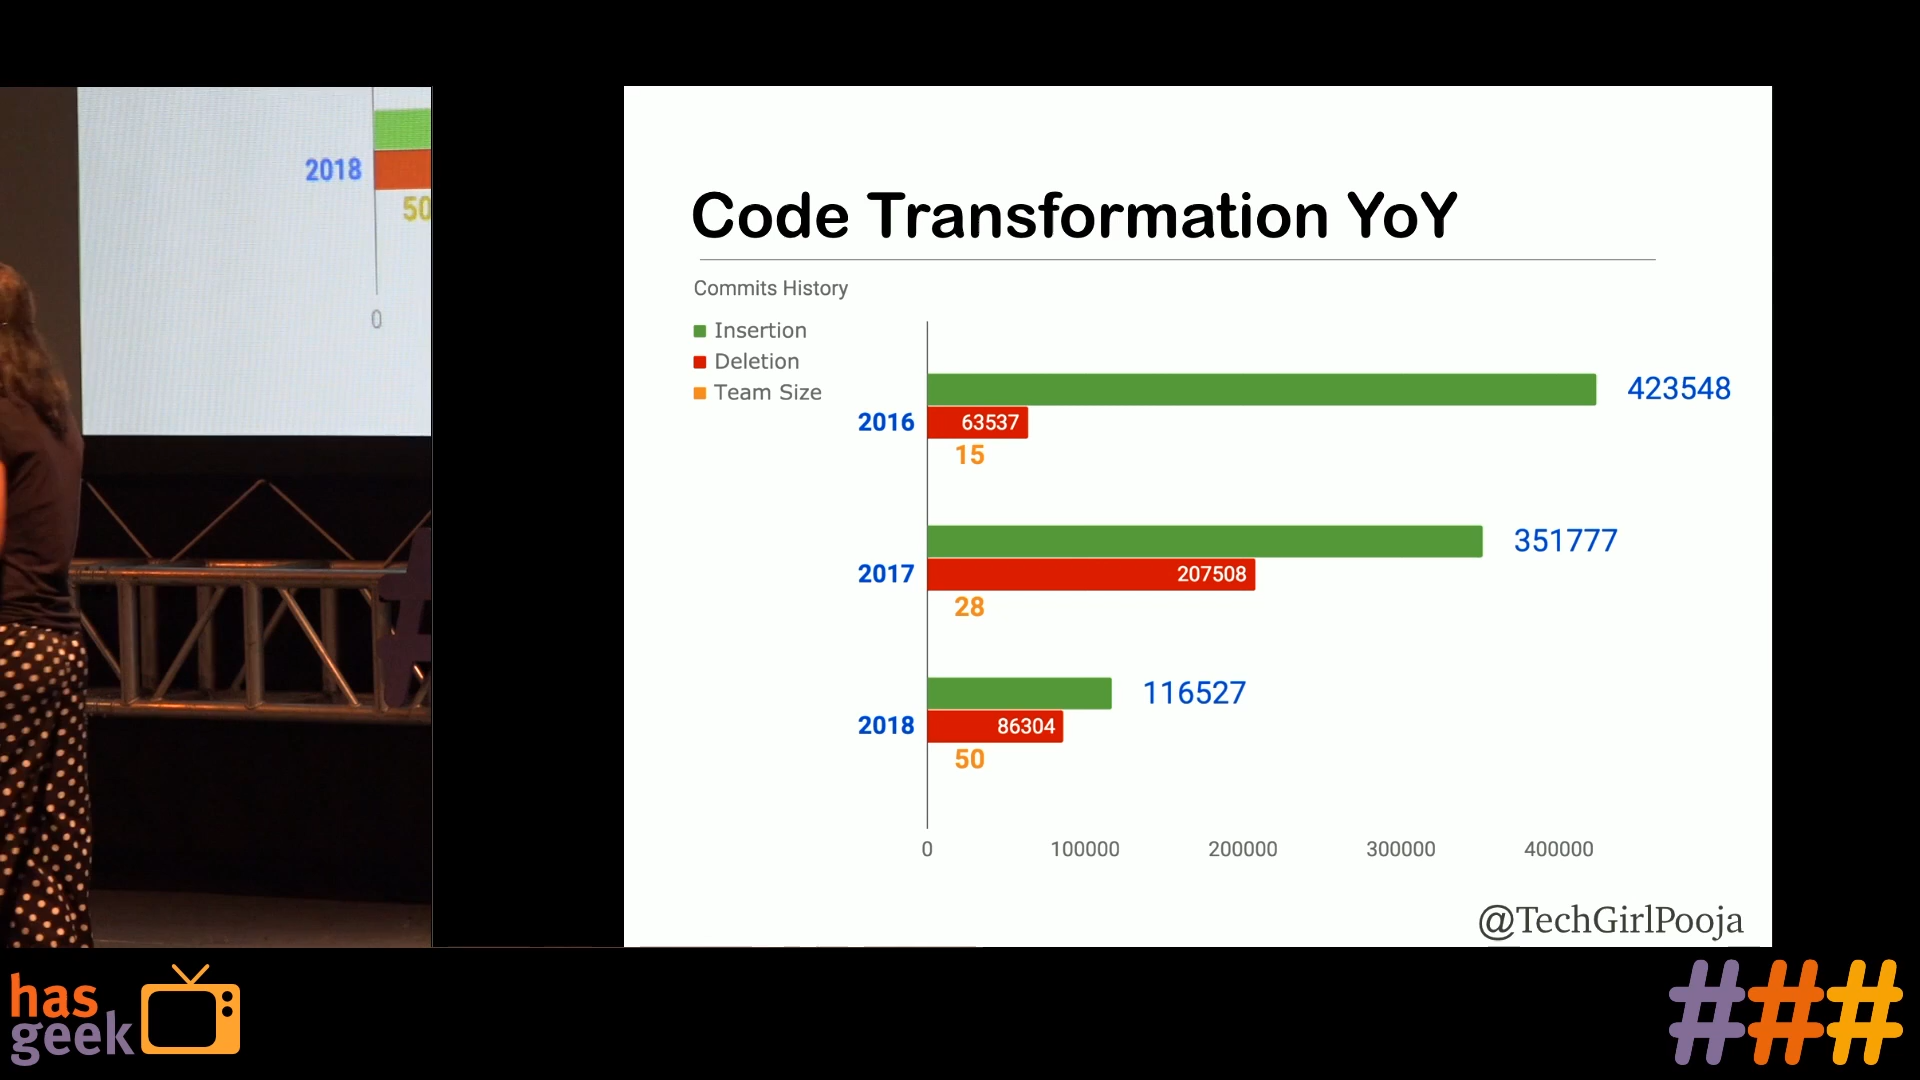 2018
50
0
Code Transformation YoY
Commits History
Insertion
Deletion
Team Size
423548
2016
63537
15
351777
2017
207508
28
116527
2018
86304
50
0 100000 200000 300000 400000
@TechGirlPooja
has
geek
###